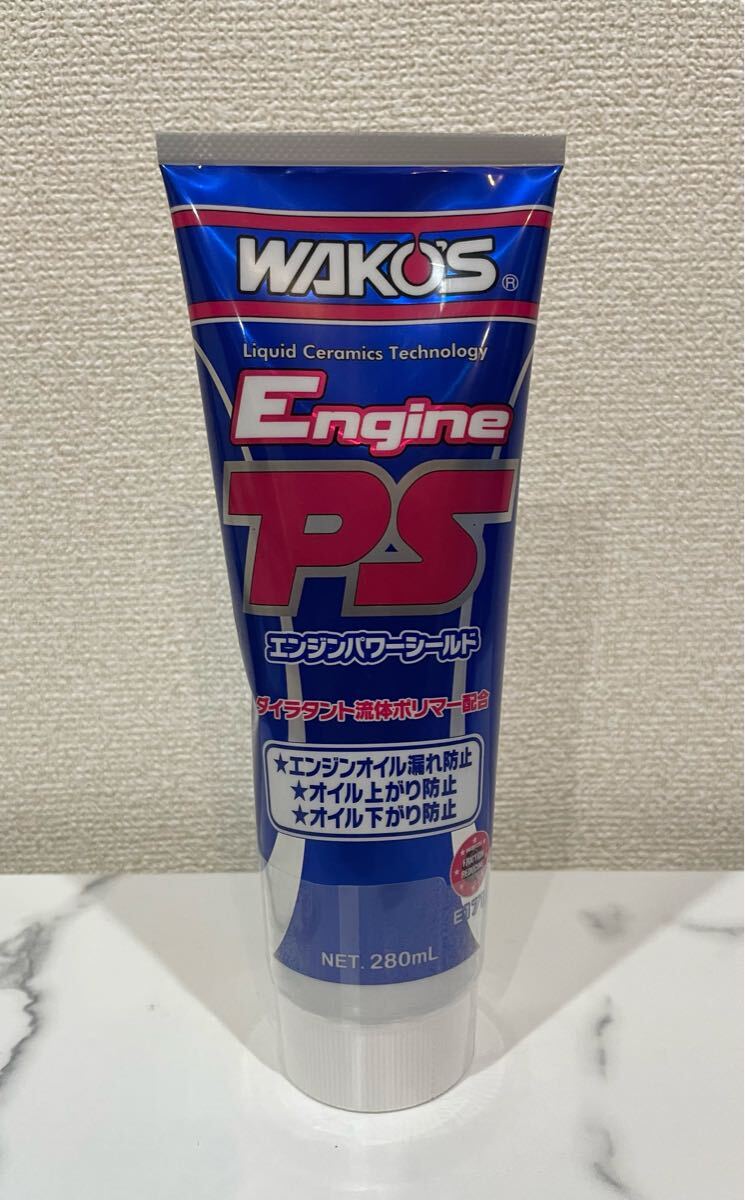 WAKO'S®
Liquid Ceramics Technology
Engine
PS
エンジンパワーシールド
ダイラタント流体ポリマー配合
★エンジンオイル漏れ防止
★オイル上がり防止
★オイル下がり防止
FRICTION
REDUCING
NET. 280mL